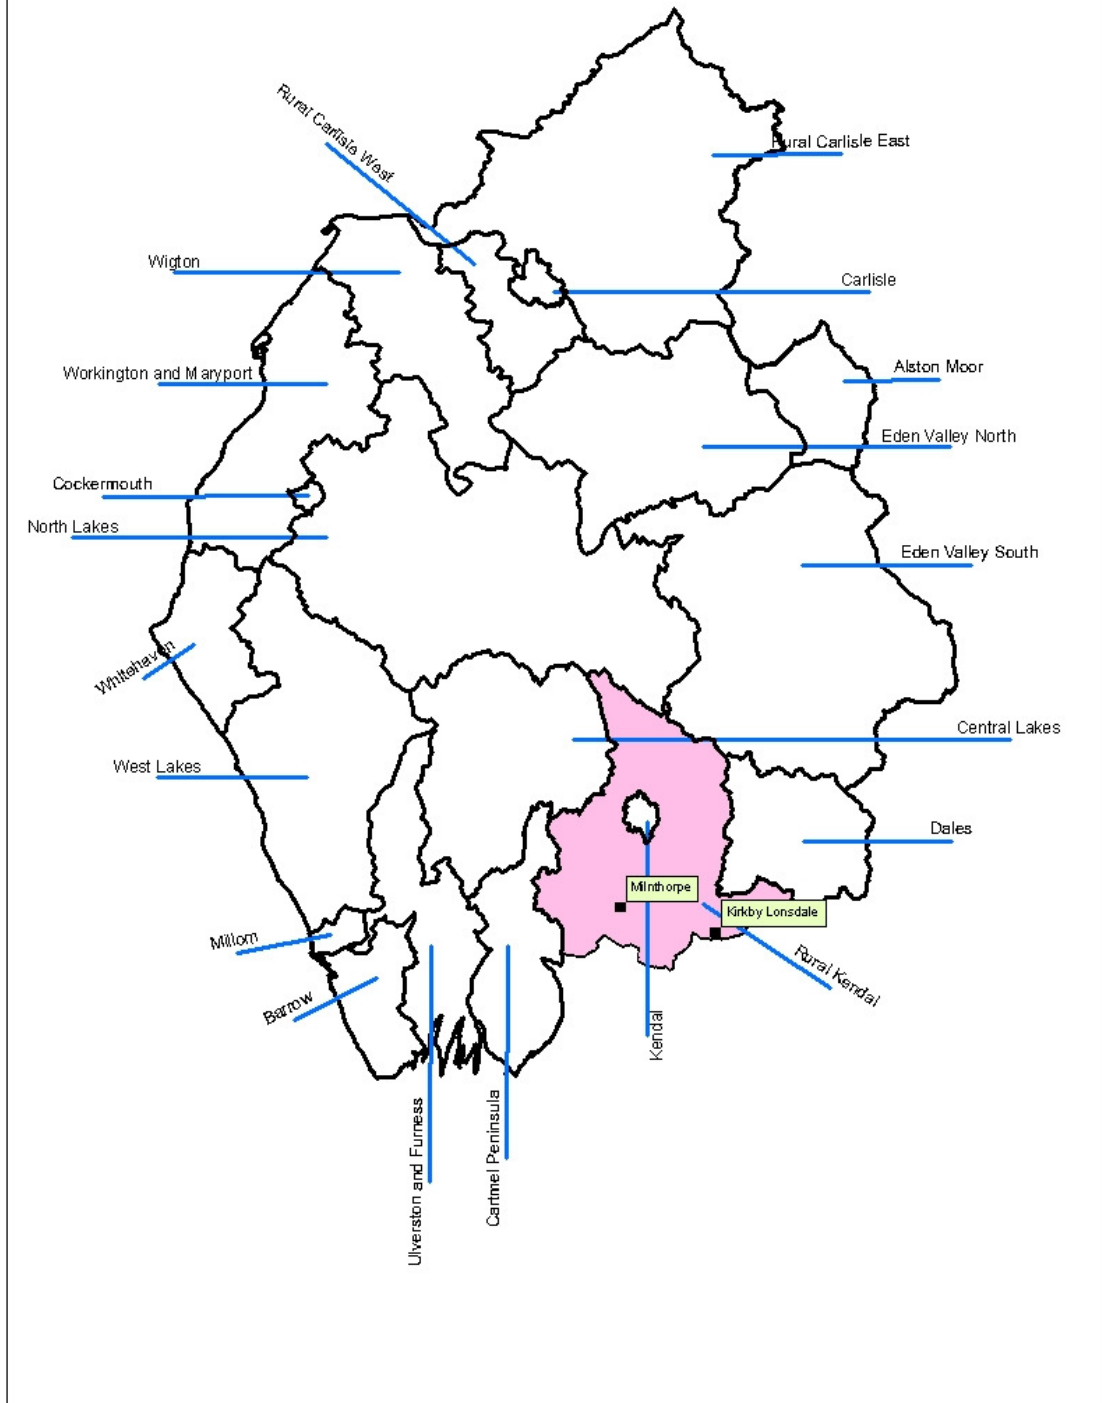 Rural Carlisle West
Rural Carlisle East
Wigton
Carlisle
Workington and Maryport
Alston Moor
Eden Valley North
Cockermouth
North Lakes
Eden Valley South
Whitehaven
Central Lakes
West Lakes
Dales
Milnthorpe
Kirkby Lonsdale
Millom
Rural Kendal
Barrow
Kendal
Ulverston and Furness
Cartmel Peninsula